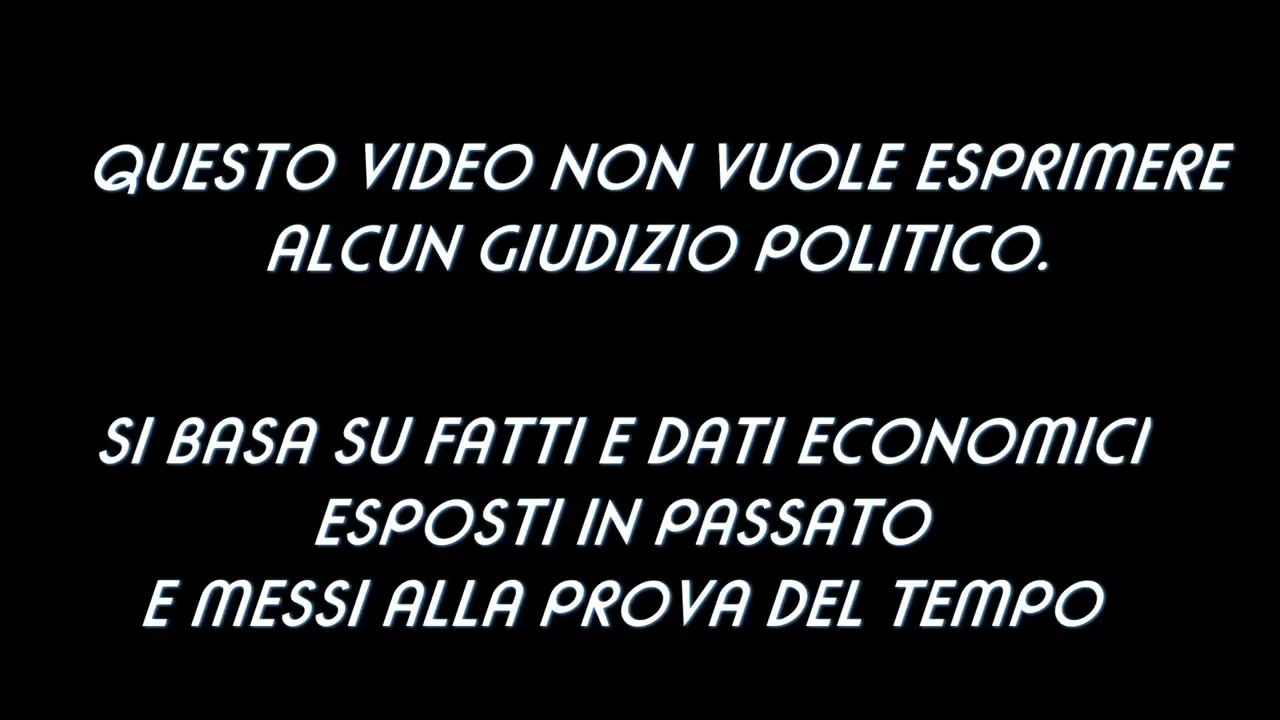 QUESTO VIDEO NON VUOLE ESPRIMERE
ALCUN GIUDIZIO POLITICO.
SI BASA SU FATTI E DATI ECONOMICI
ESPOSTI IN PASSATO
E MESSI ALLA PROVA DEL TEMPO